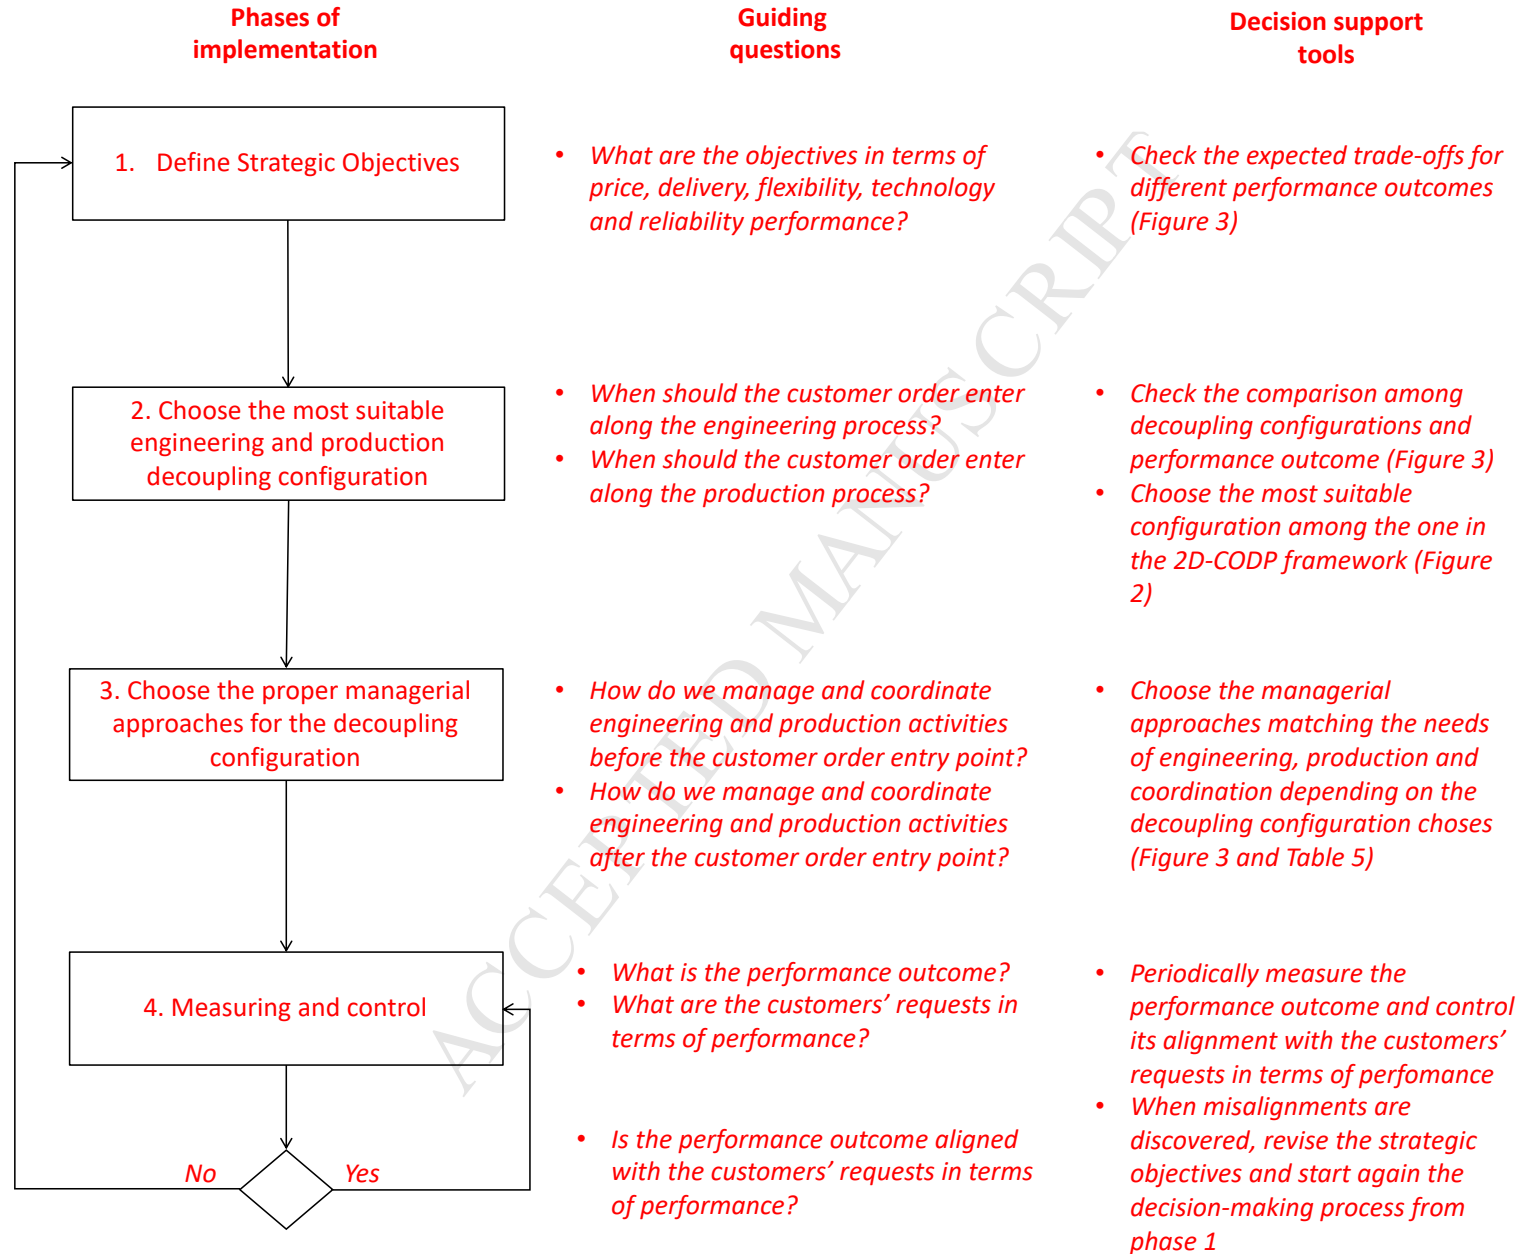 Phases of
implementation
Guiding
questions
Decision support
tools
1. Define Strategic Objectives
• What are the objectives in terms of
price, delivery, flexibility, technology
and reliability performance?
• Check the expected trade-offs for
different performance outcomes
(Figure 3)
2. Choose the most suitable
engineering and production
decoupling configuration
• When should the customer order enter
along the engineering process?
• When should the customer order enter
along the production process?
• Check the comparison among
decoupling configurations and
performance outcome (Figure 3)
• Choose the most suitable
configuration among the one in
the 2D-CODP framework (Figure
2)
3. Choose the proper managerial
approaches for the decoupling
configuration
• How do we manage and coordinate
engineering and production activities
before the customer order entry point?
• How do we manage and coordinate
engineering and production activities
after the customer order entry point?
• Choose the managerial
approaches matching the needs
of engineering, production and
coordination depending on the
decoupling configuration choses
(Figure 3 and Table 5)
4. Measuring and control
• What is the performance outcome?
• What are the customers’ requests in
terms of performance?
• Periodically measure the
performance outcome and control
its alignment with the customers’
requests in terms of perfomance
• When misalignments are
discovered, revise the strategic
objectives and start again the
decision-making process from
phase 1
No
Yes
• Is the performance outcome aligned
with the customers’ requests in terms
of performance?
ACCEPTED MANUSCRIPT